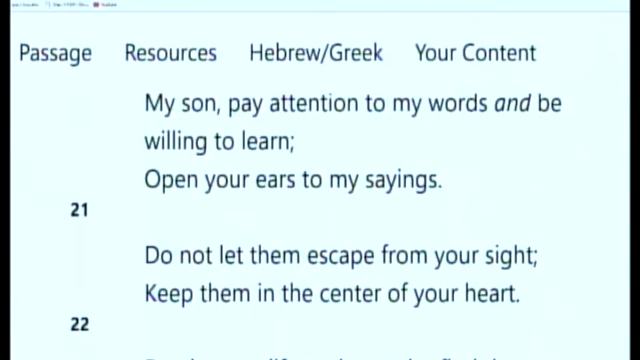 Passage Resources Hebrew/Greek Your Content
My son, pay attention to my words and be
willing to learn;
Open your ears to my sayings.
21
Do not let them escape from your sight;
Keep them in the center of your heart.
22